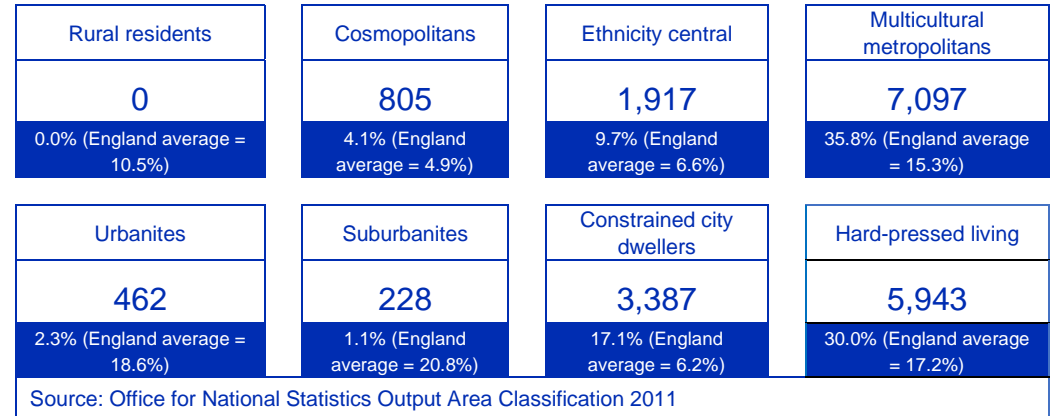 Rural residents
0
0.0% (England average =
10.5%)
Cosmopolitans
805
4.1% (England
average = 4.9%)
Ethnicity central
1,917
9.7% (England
average = 6.6%)
Multicultural
metropolitans
7,097
35.8% (England average
= 15.3%)
Urbanites
462
2.3% (England average =
18.6%)
Suburbanites
228
1.1% (England
average = 20.8%)
Constrained city
dwellers
3,387
17.1% (England
average = 6.2%)
Hard-pressed living
5,943
30.0% (England average
= 17.2%)
Source: Office for National Statistics Output Area Classification 2011